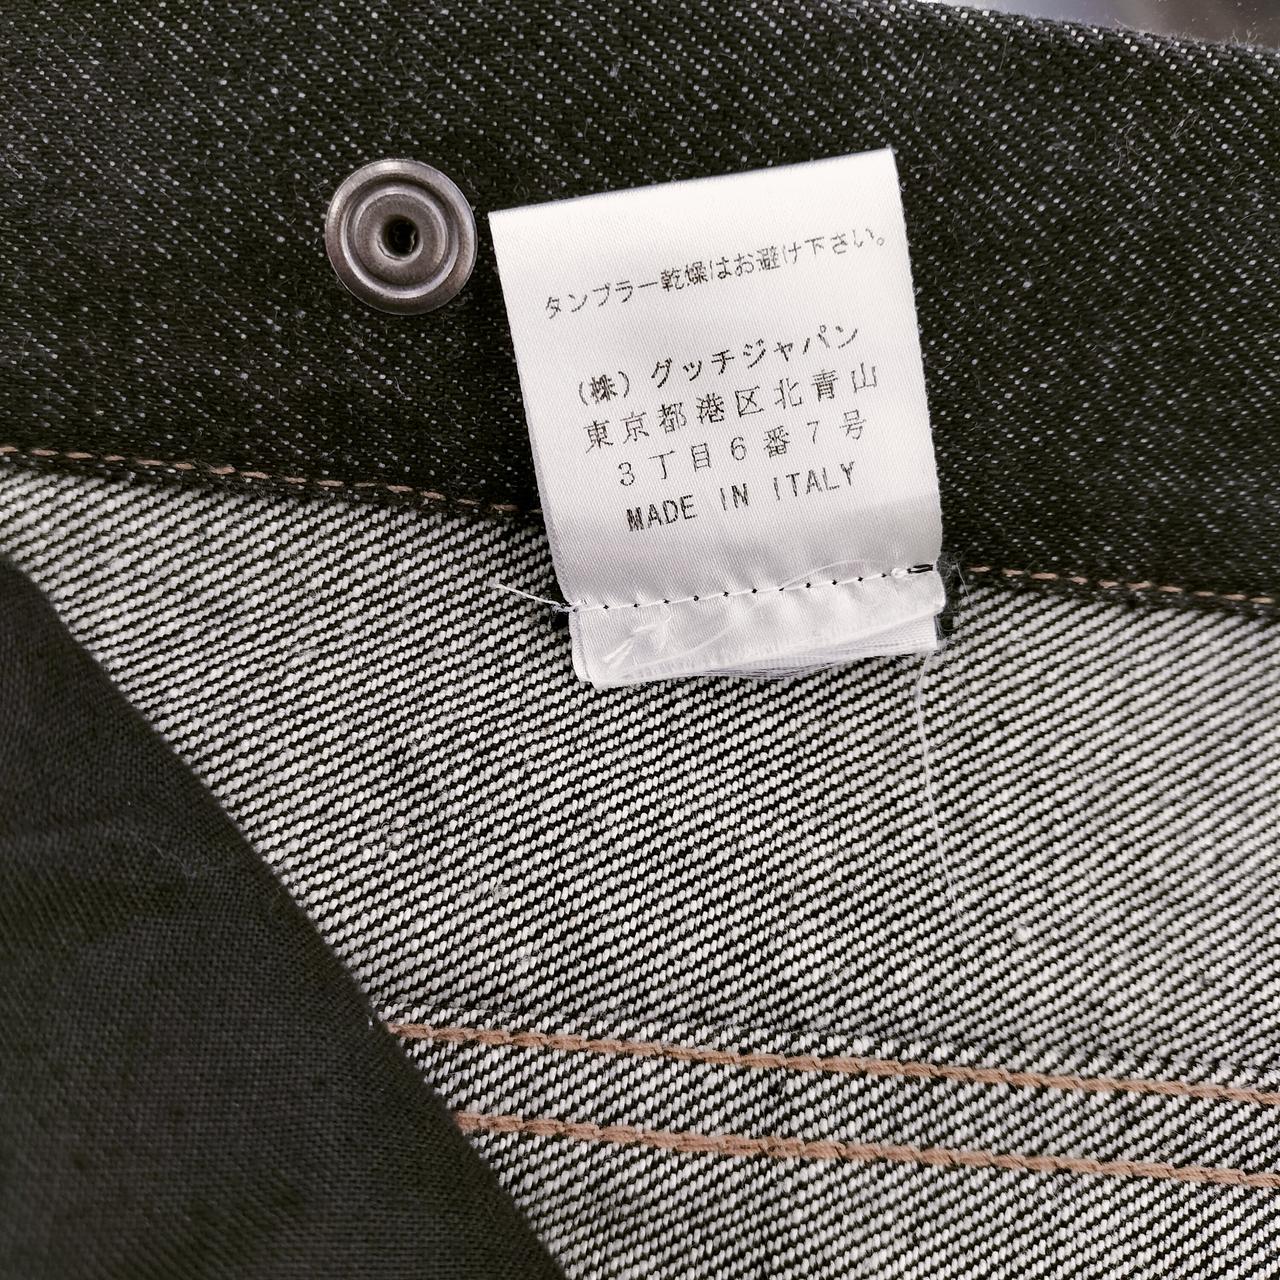 タンブラー乾燥はお避け下さい。
(株) グッチジャパン
東京都港区北青山
3丁目6番7号
MADE IN ITALY